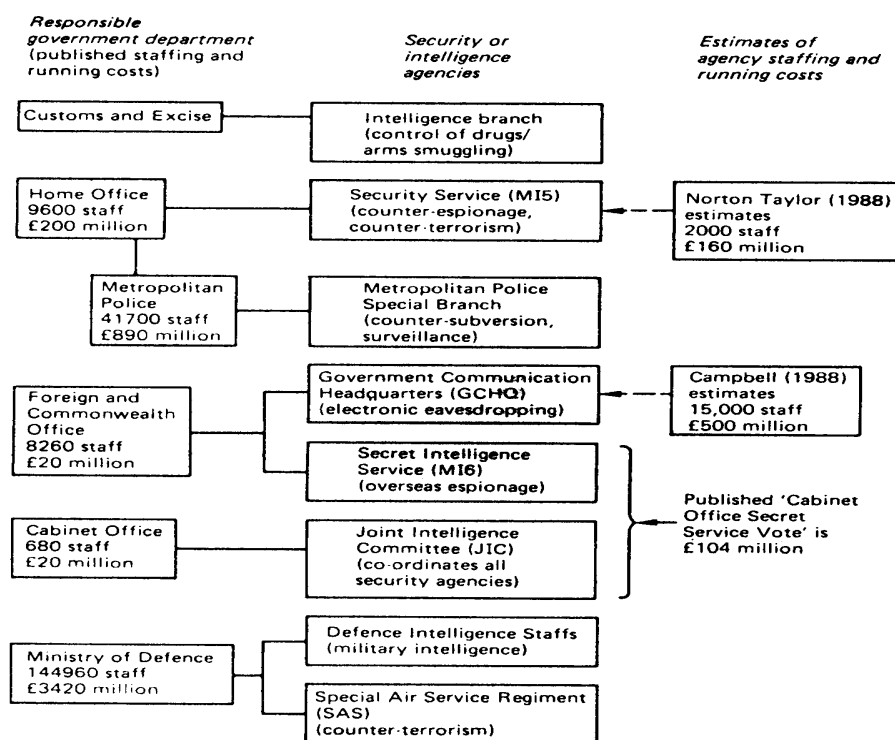 Responsible
government department
(published staffing and
running costs)
Security or
intelligence
agencies
Estimates of
agency staffing and
running costs
Customs and Excise
Intelligence branch
(control of drugs/
arms smuggling)
Home Office
9600 staff
£200 million
Security Service (MI5)
(counter-espionage,
counter-terrorism)
Norton Taylor (1988)
estimates
2000 staff
£160 million
Metropolitan
Police
41700 staff
£890 million
Metropolitan Police
Special Branch
(counter-subversion,
surveillance)
Foreign and
Commonwealth
Office
8260 staff
£20 million
Government Communication
Headquarters (GCHQ)
(electronic eavesdropping)
Campbell (1988)
estimates
15,000 staff
£500 million
Secret Intelligence
Service (MI6)
(overseas espionage)
Published 'Cabinet
Office Secret
Service Vote' is
£104 million
Cabinet Office
680 staff
£20 million
Joint Intelligence
Committee (JIC)
(co-ordinates all
security agencies)
Ministry of Defence
144960 staff
£3420 million
Defence Intelligence Staffs
(military intelligence)
Special Air Service Regiment
(SAS)
(counter-terrorism)